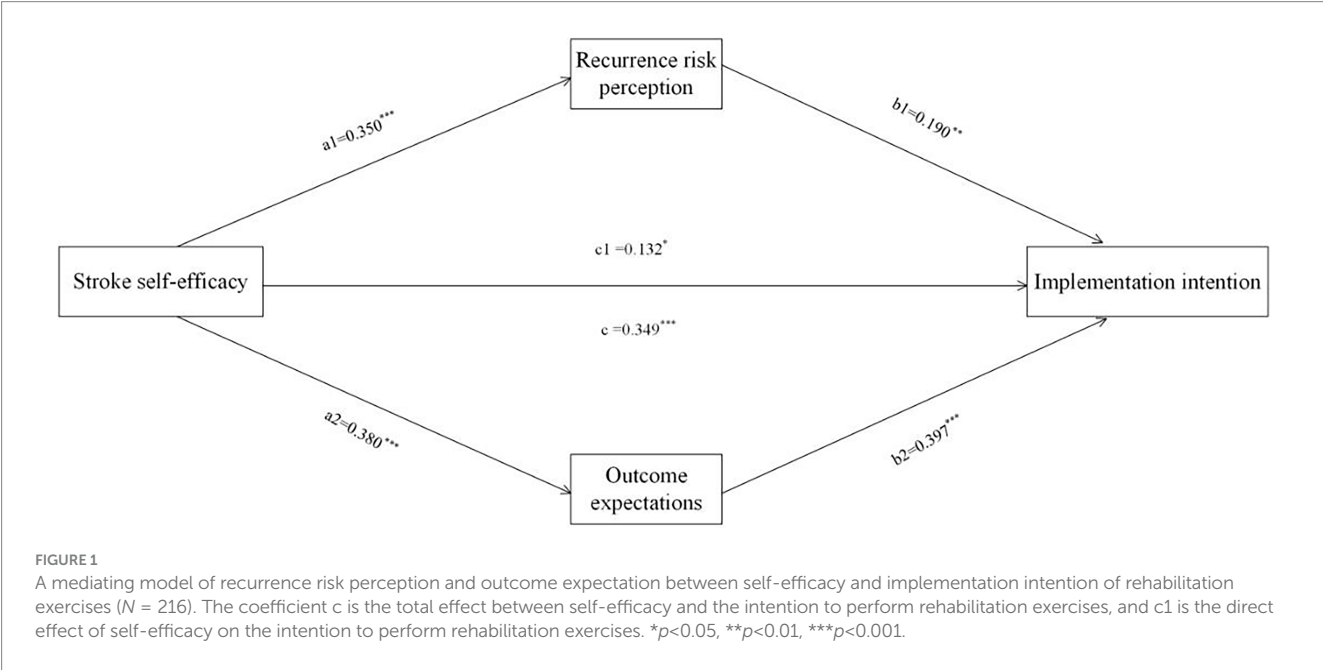 Recurrence risk
perception
a1=0.350***
b1=0.190**
c1 =0.132*
Stroke self-efficacy
Implementation intention
c =0.349***
a2=0.380***
b2=0.397***
Outcome
expectations
FIGURE 1
A mediating model of recurrence risk perception and outcome expectation between self-efficacy and implementation intention of rehabilitation
exercises (N = 216). The coefficient c is the total effect between self-efficacy and the intention to perform rehabilitation exercises, and c1 is the direct
effect of self-efficacy on the intention to perform rehabilitation exercises. *p<0.05, **p<0.01, ***p<0.001.